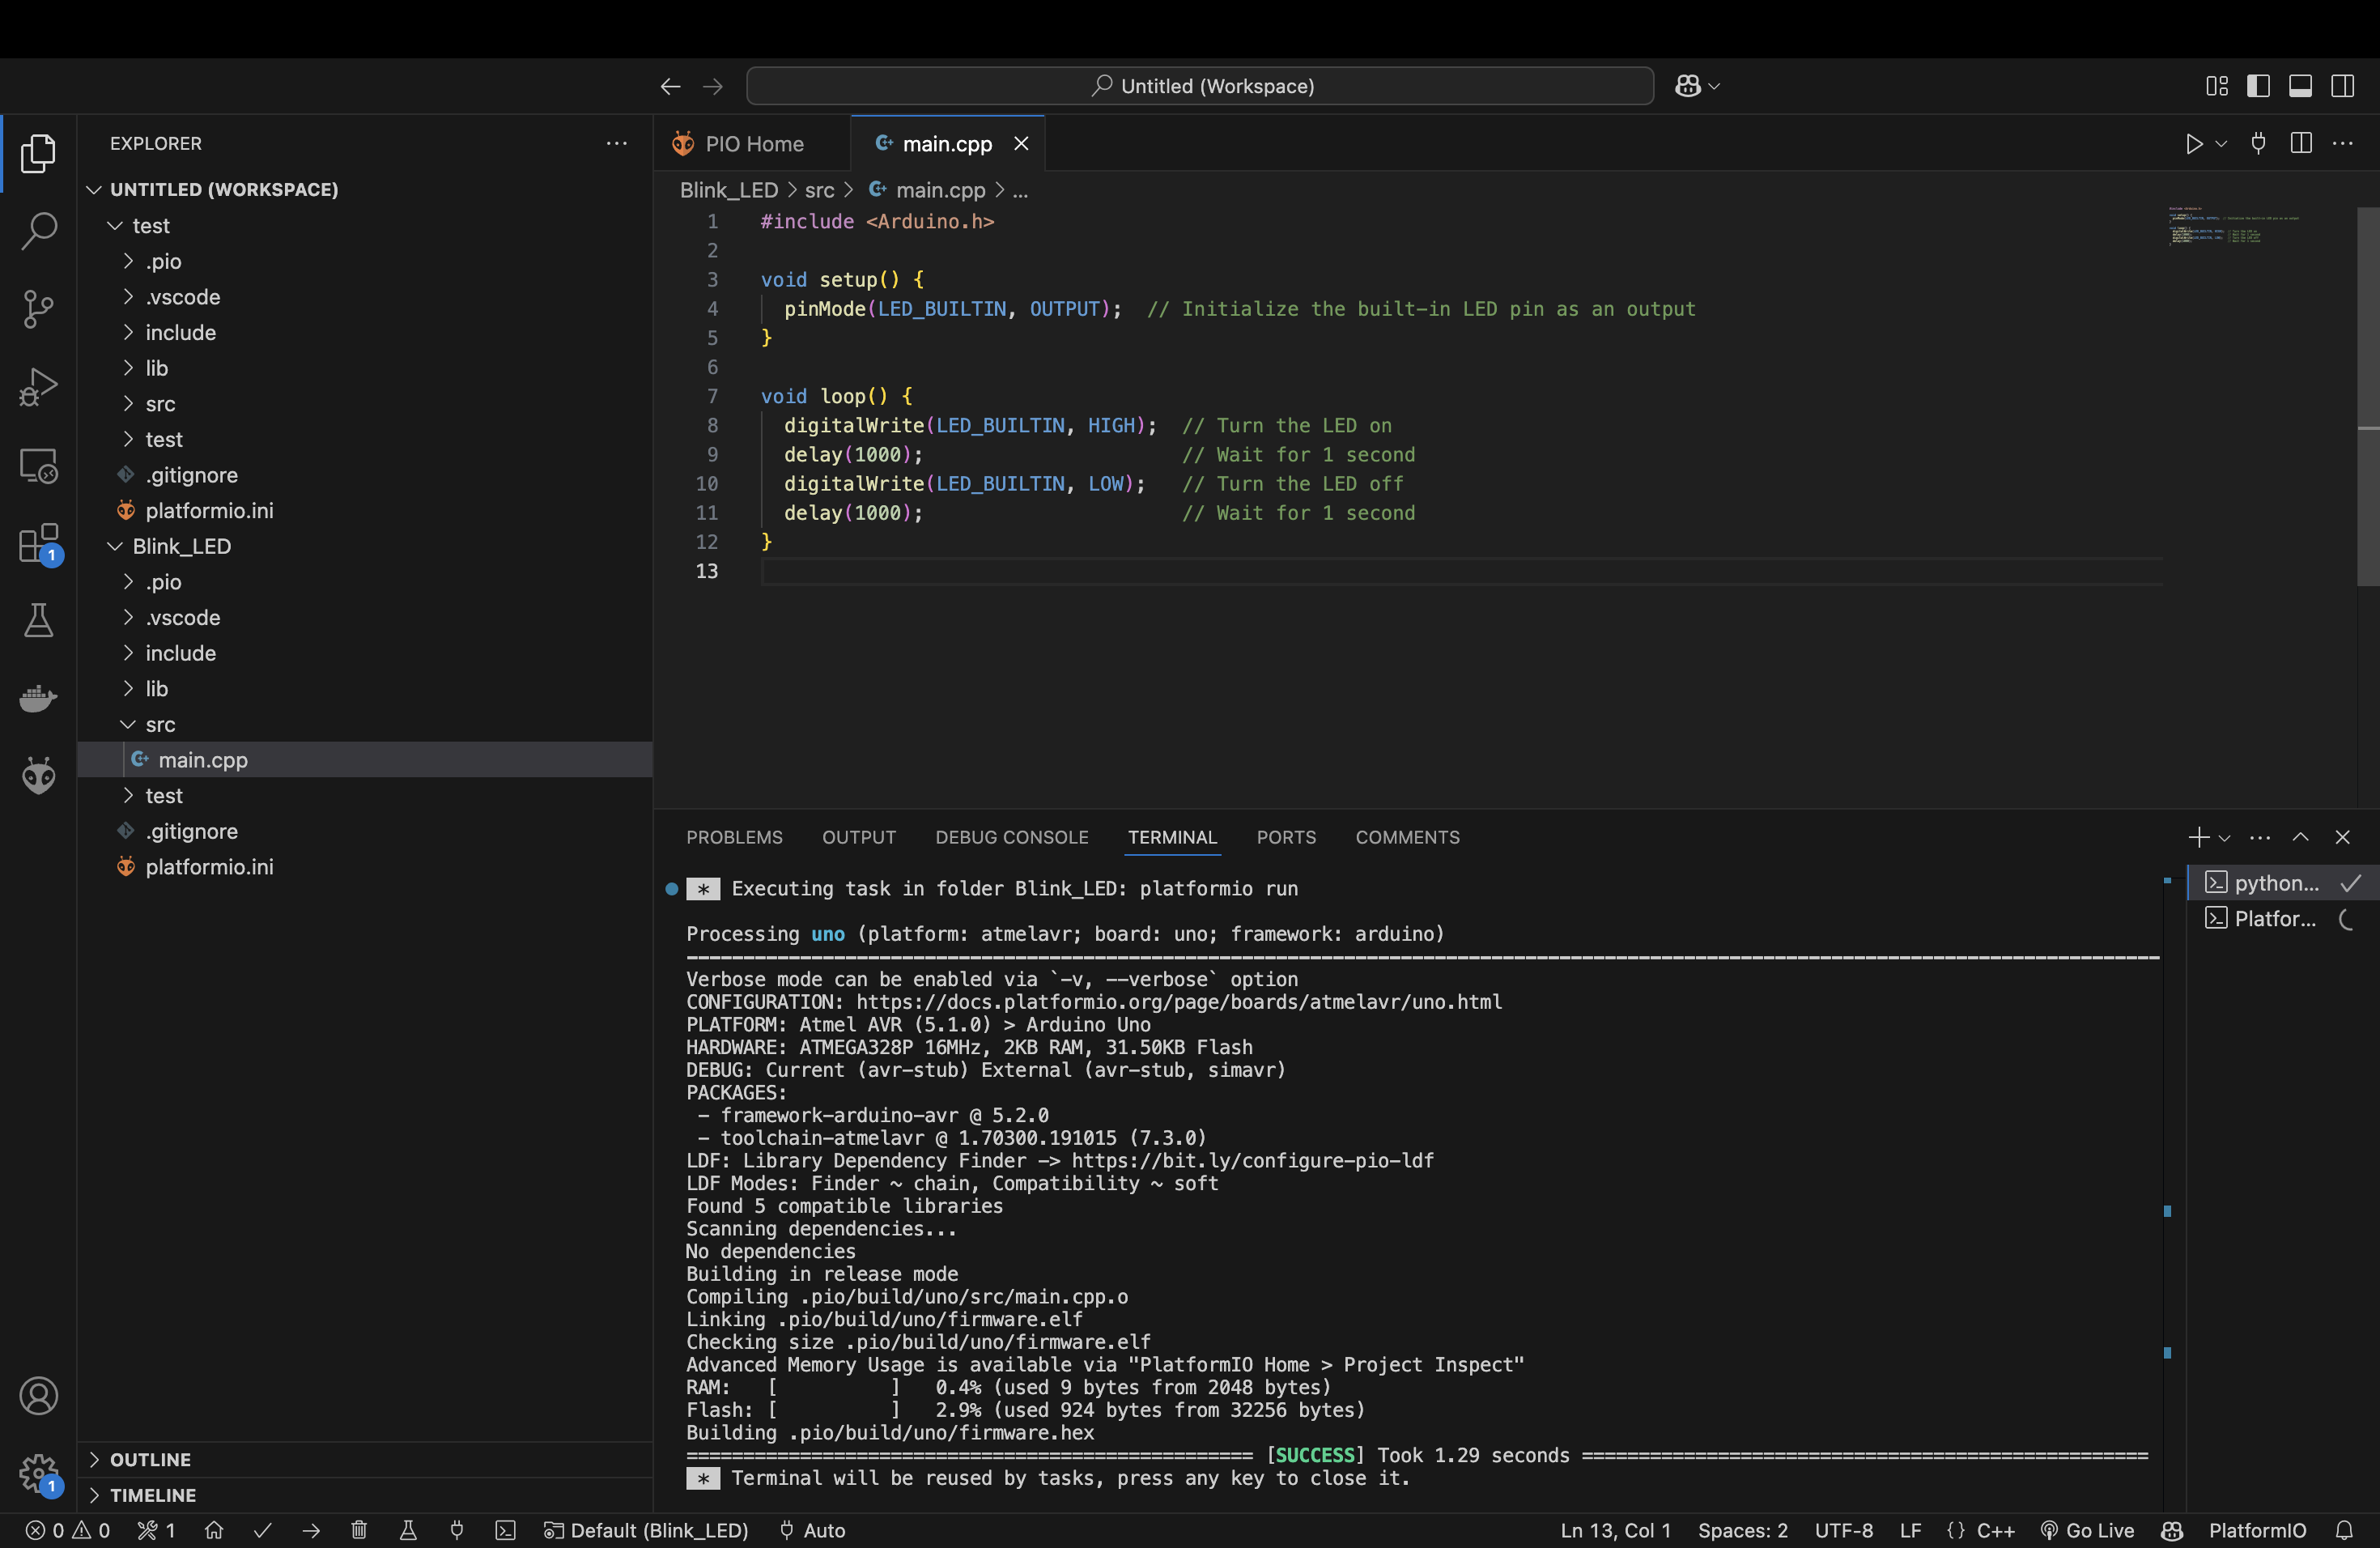 Untitled (Workspace)
EXPLORER
UNTITLED (WORKSPACE)
test
.pio
.vscode
include
lib
src
test
.gitignore
platformio.ini
Blink_LED
.pio
.vscode
include
lib
src
main.cpp
test
.gitignore
platformio.ini
OUTLINE
TIMELINE
1
1
PIO Home
main.cpp
Blink_LED > src > main.cpp > ...
1 #include <Arduino.h>
2
3 void setup() {
4 pinMode(LED_BUILTIN, OUTPUT); // Initialize the built-in LED pin as an output
5 }
6
7 void loop() {
8 digitalWrite(LED_BUILTIN, HIGH); // Turn the LED on
9 delay(1000); // Wait for 1 second
10 digitalWrite(LED_BUILTIN, LOW); // Turn the LED off
11 delay(1000); // Wait for 1 second
12 }
13
PROBLEMS OUTPUT DEBUG CONSOLE TERMINAL PORTS COMMENTS
python...
Platfor...
* Executing task in folder Blink_LED: platformio run
Processing uno (platform: atmelavr; board: uno; framework: arduino)
Verbose mode can be enabled via `-v, --verbose` option
CONFIGURATION: https://docs.platformio.org/page/boards/atmelavr/uno.html
PLATFORM: Atmel AVR (5.1.0) > Arduino Uno
HARDWARE: ATMEGA328P 16MHz, 2KB RAM, 31.50KB Flash
DEBUG: Current (avr-stub) External (avr-stub, simavr)
PACKAGES:
- framework-arduino-avr @ 5.2.0
- toolchain-atmelavr @ 1.70300.191015 (7.3.0)
LDF: Library Dependency Finder -> https://bit.ly/configure-pio-ldf
LDF Modes: Finder ~ chain, Compatibility ~ soft
Found 5 compatible libraries
Scanning dependencies...
No dependencies
Building in release mode
Compiling .pio/build/uno/src/main.cpp.o
Linking .pio/build/uno/firmware.elf
Checking size .pio/build/uno/firmware.elf
Advanced Memory Usage is available via "PlatformIO Home > Project Inspect"
RAM: [ ] 0.4% (used 9 bytes from 2048 bytes)
Flash: [ ] 2.9% (used 924 bytes from 32256 bytes)
Building .pio/build/uno/firmware.hex
[SUCCESS] Took 1.29 seconds
* Terminal will be reused by tasks, press any key to close it.
0 0 1 Default (Blink_LED) Auto Ln 13, Col 1 Spaces: 2 UTF-8 LF {} C++ Go Live PlatformIO